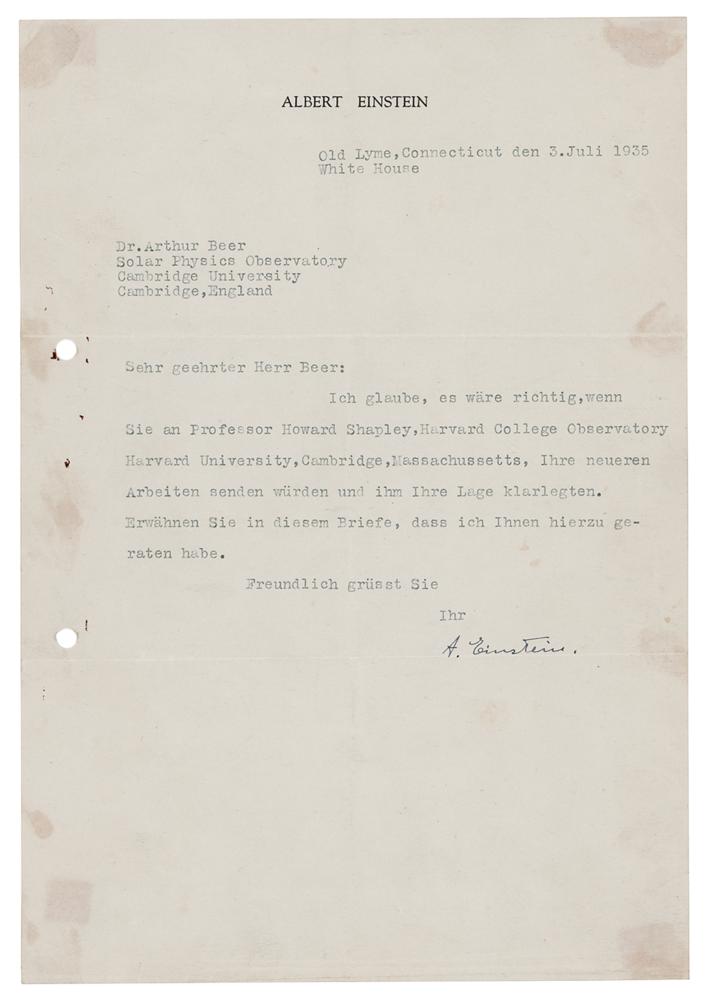 ALBERT EINSTEIN
Old Lyme,Connecticut den 3.Juli 1935
White House
Dr.Arthur Beer
Solar Physics Observatory
Cambridge University
Cambridge,England
Sehr geehrter Herr Beer:
Ich glaube, es wäre richtig,wenn
Sie an Professor Howard Shapley,Harvard College Observatory
Harvard University,Cambridge,Massachussetts, Ihre neueren
Arbeiten senden würden und ihm Ihre Lage klarlegten.
Erwähnen Sie in diesem Briefe, dass ich Ihnen hierzu ge-
raten habe.
Freundlich grüsst Sie
Ihr
A. Einstein.